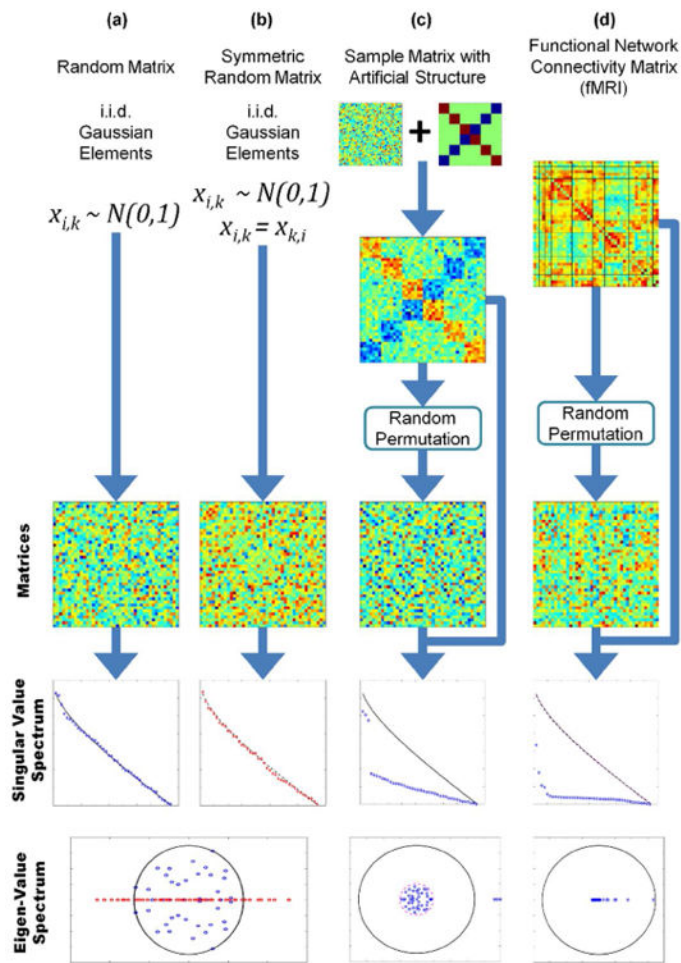 (a)
(b)
(c)
(d)
Random Matrix
Symmetric
Random Matrix
Sample Matrix with
Artificial Structure
Functional Network
Connectivity Matrix
(fMRI)
i.i.d.
Gaussian
Elements
i.i.d.
Gaussian
Elements
+
x_{i,k} ~ N(0,1)
x_{i,k} ~ N(0,1)
x_{i,k} = x_{k,i}
Random
Permutation
Random
Permutation
Matrices
Singular Value
Spectrum
Eigen-Value
Spectrum